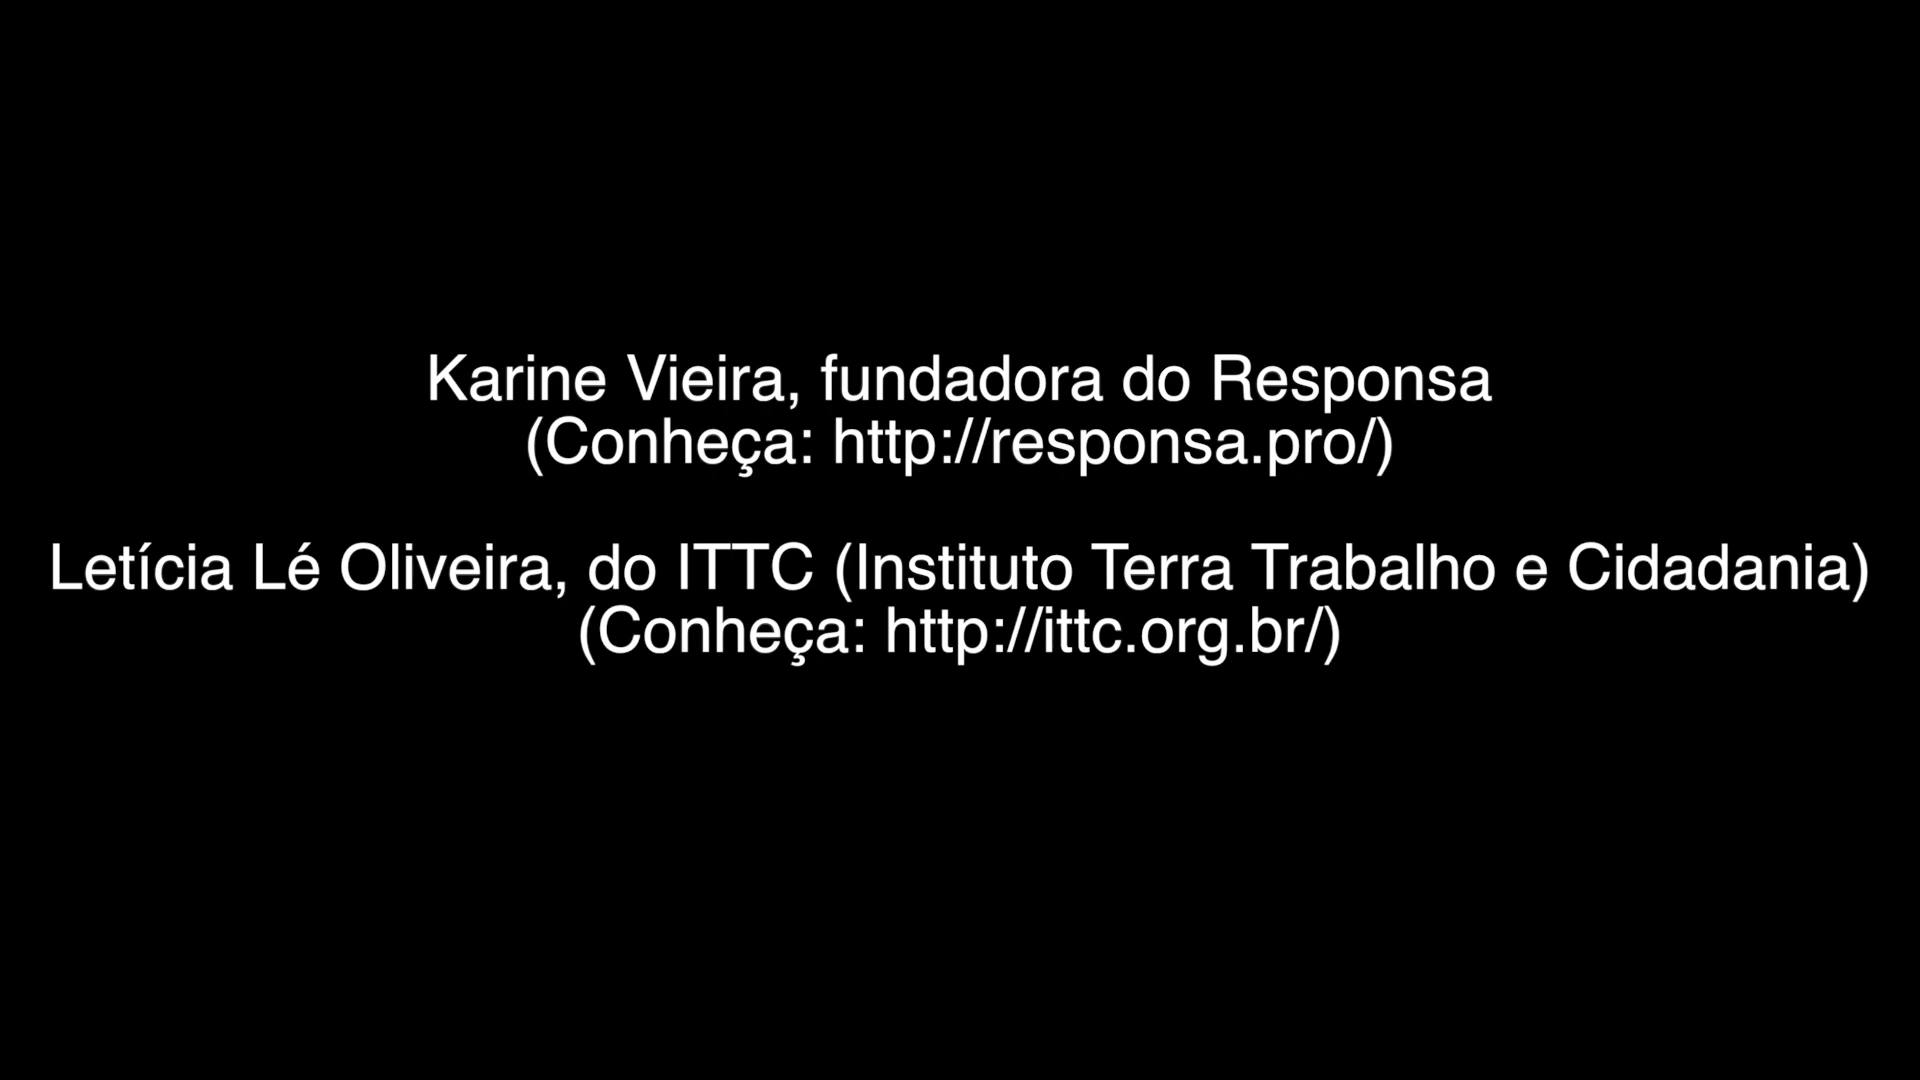 Karine Vieira, fundadora do Responsa
(Conheça: http://responsa.pro/)
Letícia Lé Oliveira, do ITTC (Instituto Terra Trabalho e Cidadania)
(Conheça: http://ittc.org.br/)